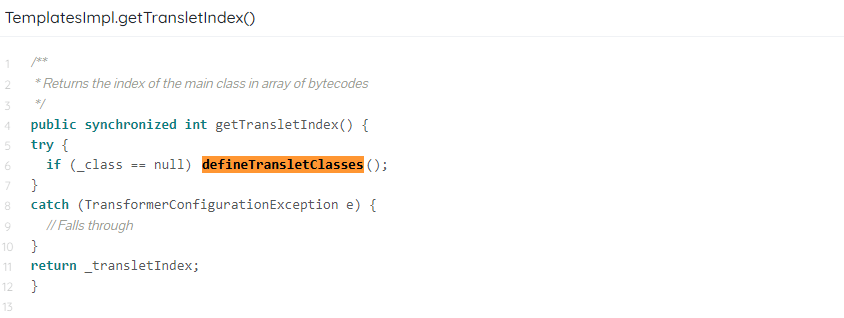 TemplatesImpl.getTransletIndex()
1 /**
2 * Returns the index of the main class in array of bytecodes
3 */
4 public synchronized int getTransletIndex() {
5 try {
6 if (_class == null) defineTransletClasses();
7 }
8 catch (TransformerConfigurationException e) {
9 // Falls through
10 }
11 return _transletIndex;
12 }
13